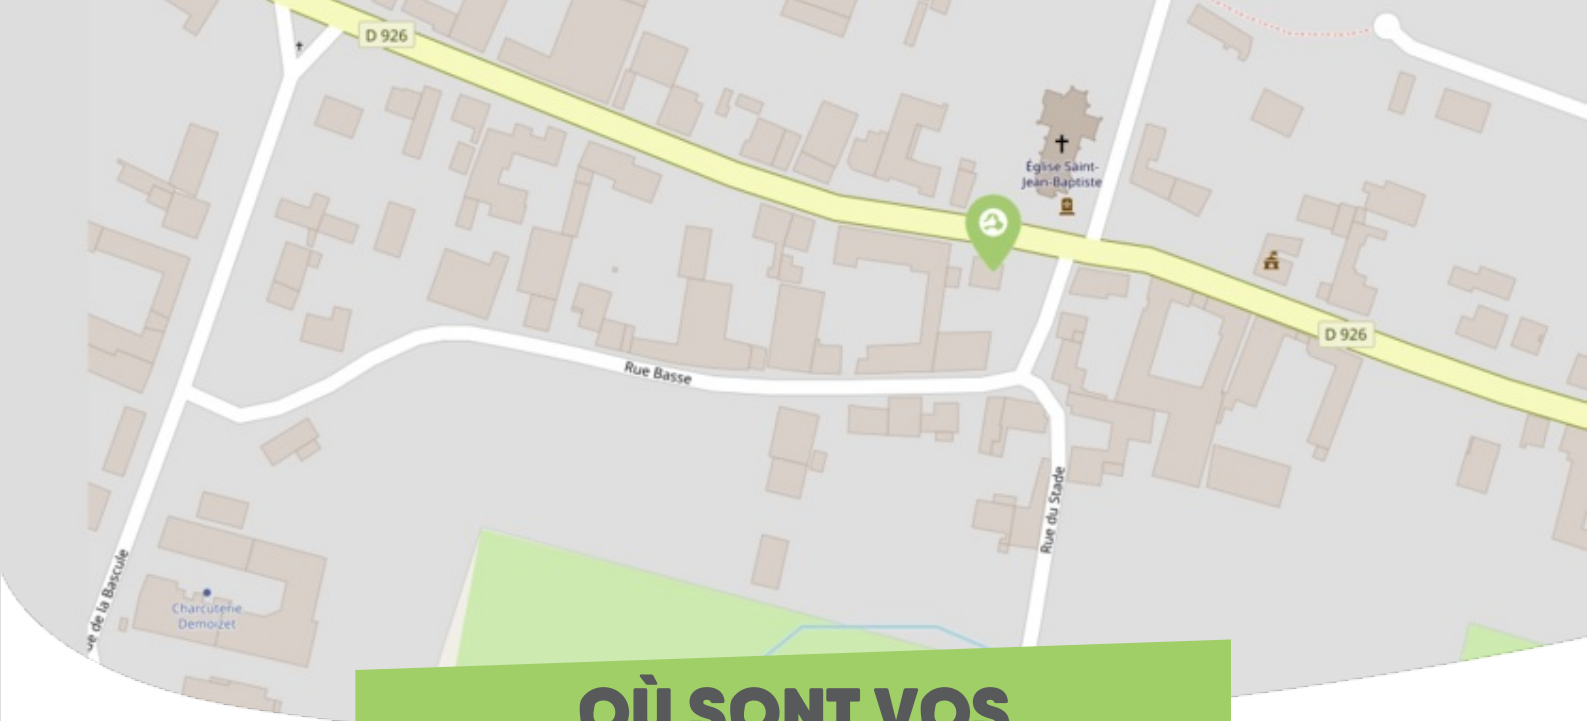 D 926
Église Saint-
Jean-Baptiste
D 926
Rue Basse
Rue du Stade
de la Bascule
Charcuterie
Demoizet
OÙ SONT VOS